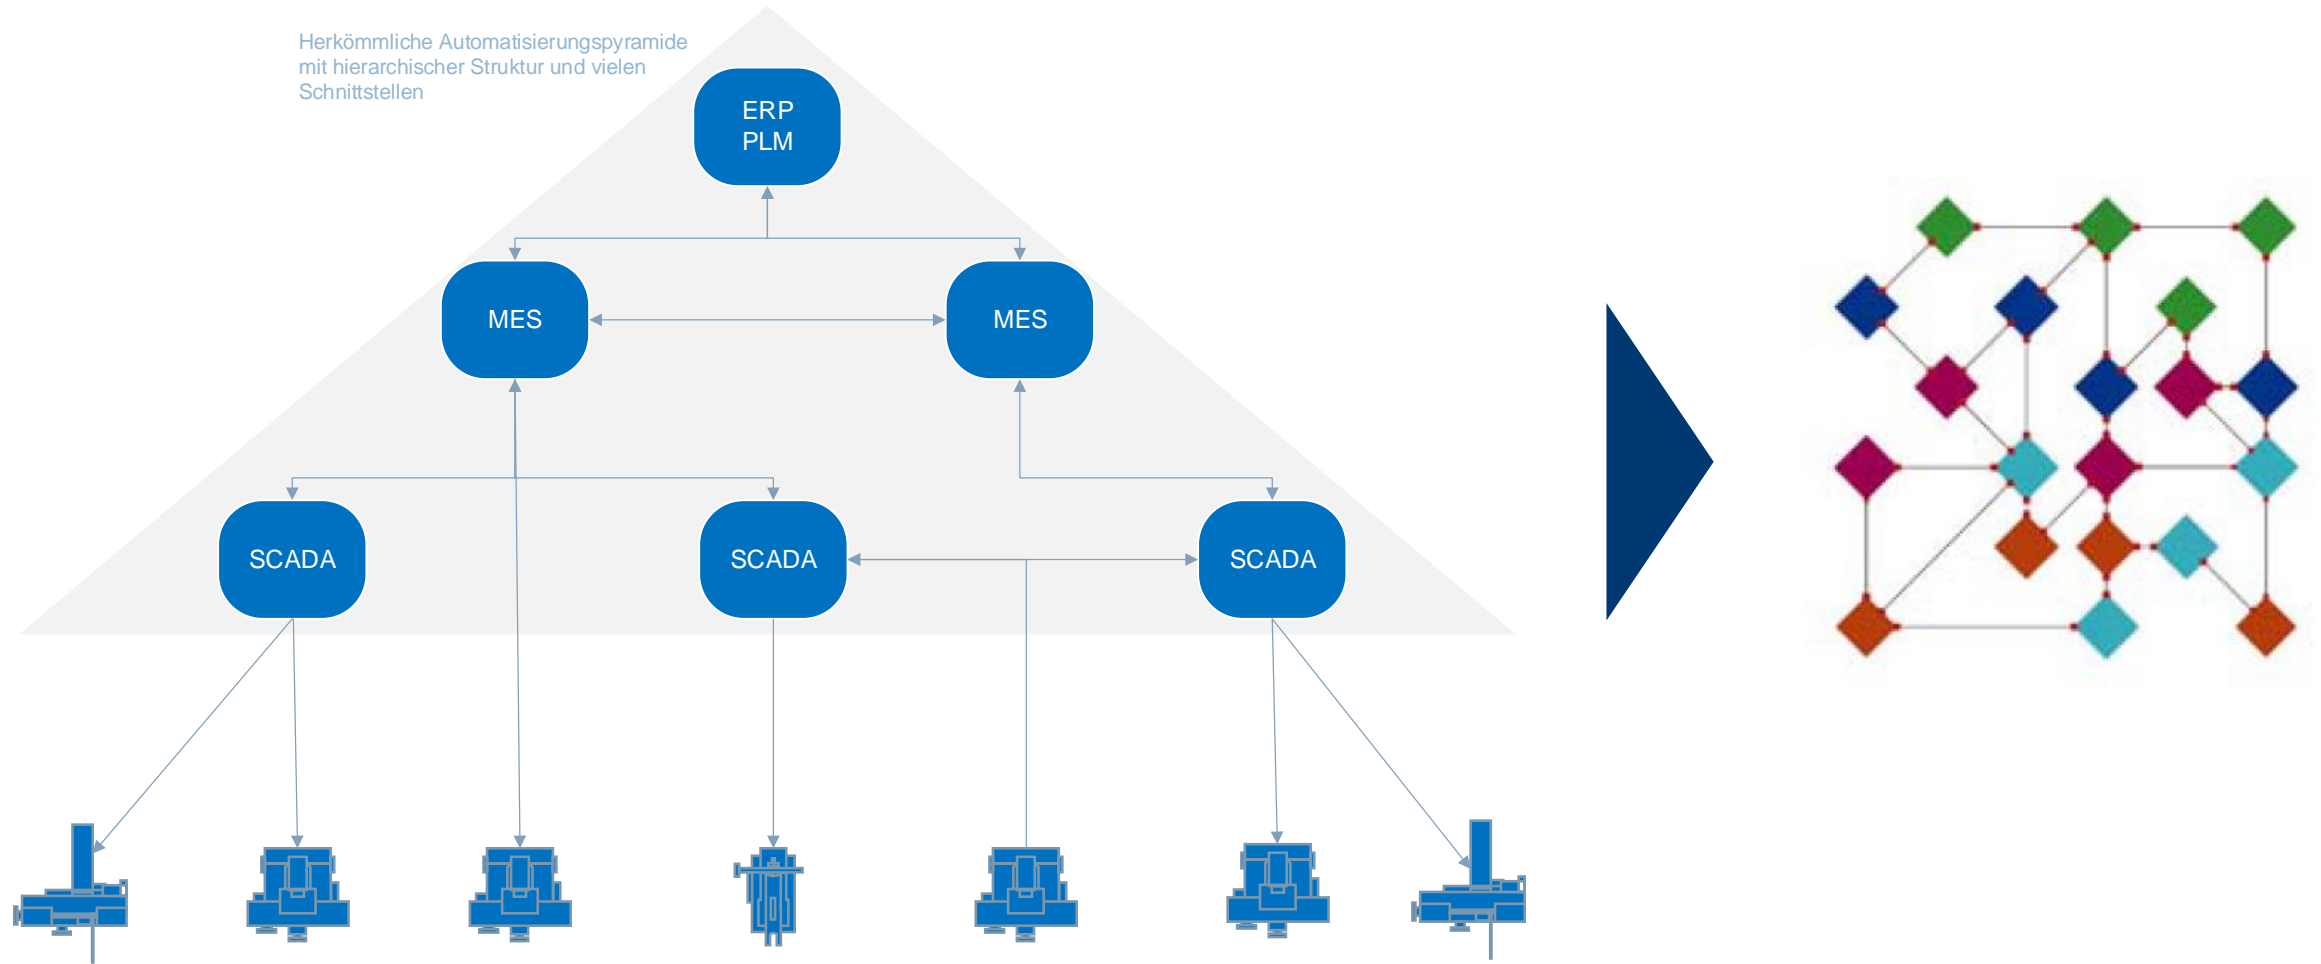 Herkömmliche Automatisierungspyramide
mit hierarchischer Struktur und vielen
Schnittstellen
ERP
PLM
MES
MES
SCADA
SCADA
SCADA